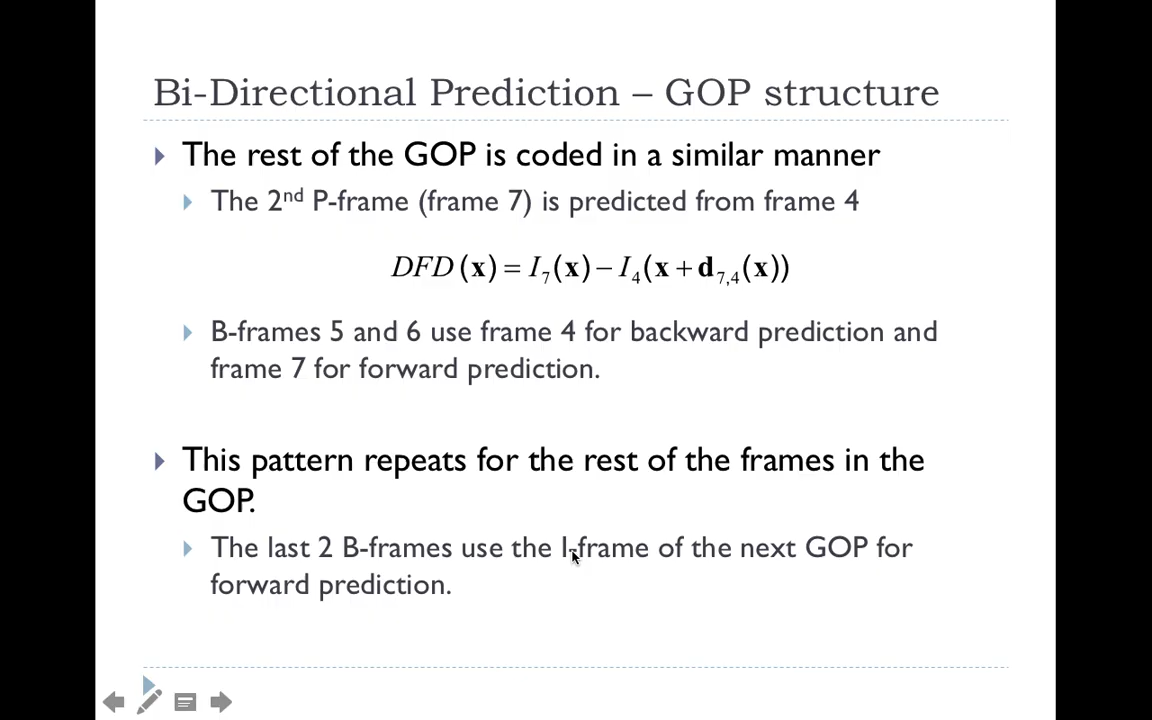 Bi-Directional Prediction – GOP structure
The rest of the GOP is coded in a similar manner
The 2nd P-frame (frame 7) is predicted from frame 4
DFD(x) = I₇(x) − I₄(x + d₇,₄(x))
B-frames 5 and 6 use frame 4 for backward prediction and
frame 7 for forward prediction.
This pattern repeats for the rest of the frames in the
GOP.
The last 2 B-frames use the I-frame of the next GOP for
forward prediction.